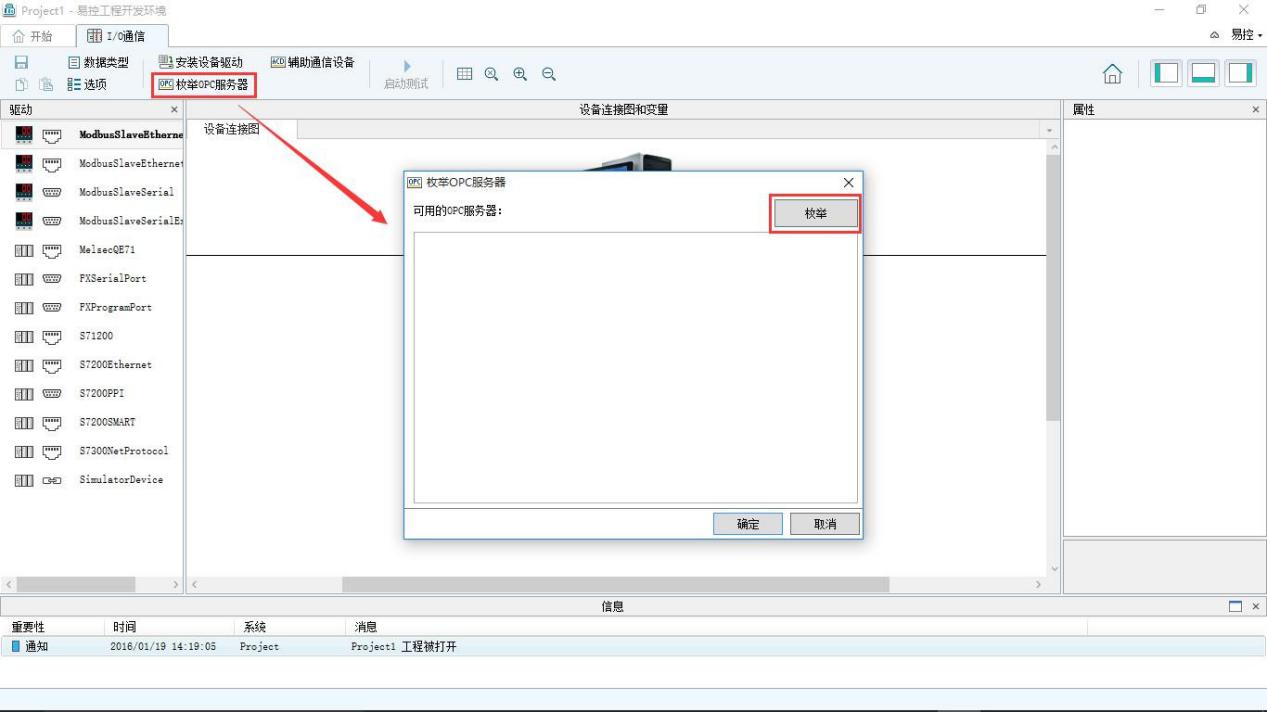 Project1 - 易控工程开发环境
开始
I/O通信
易控
数据类型
安装设备驱动
ACD 辅助通信设备
选项
OPC 枚举OPC服务器
启动测试
驱动
设备连接图和变量
属性
设备连接图
ModbusSlaveEtherne
ModbusSlaveEthernet
ModbusSlaveSerial
ModbusSlaveSerialEx
MelsecQE71
FXSerialPort
FXProgramPort
S71200
S7200Ethernet
S7200PPI
S7200SMART
S7300NetProtocol
SimulatorDevice
OPC 枚举OPC服务器
可用的OPC服务器:
枚举
确定
取消
信息
重要性 时间 系统 消息
通知 2016/01/19 14:19:05 Project Project1 工程被打开